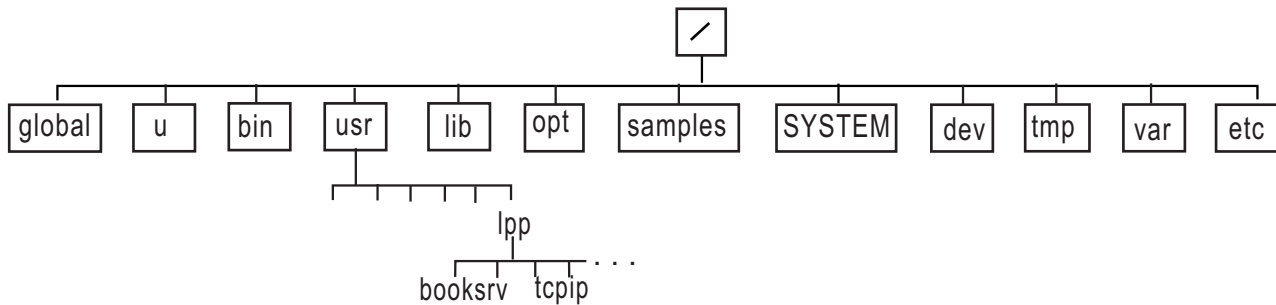 /
global u bin usr lib opt samples SYSTEM dev tmp var etc
lpp
. . .
booksrv tcpip